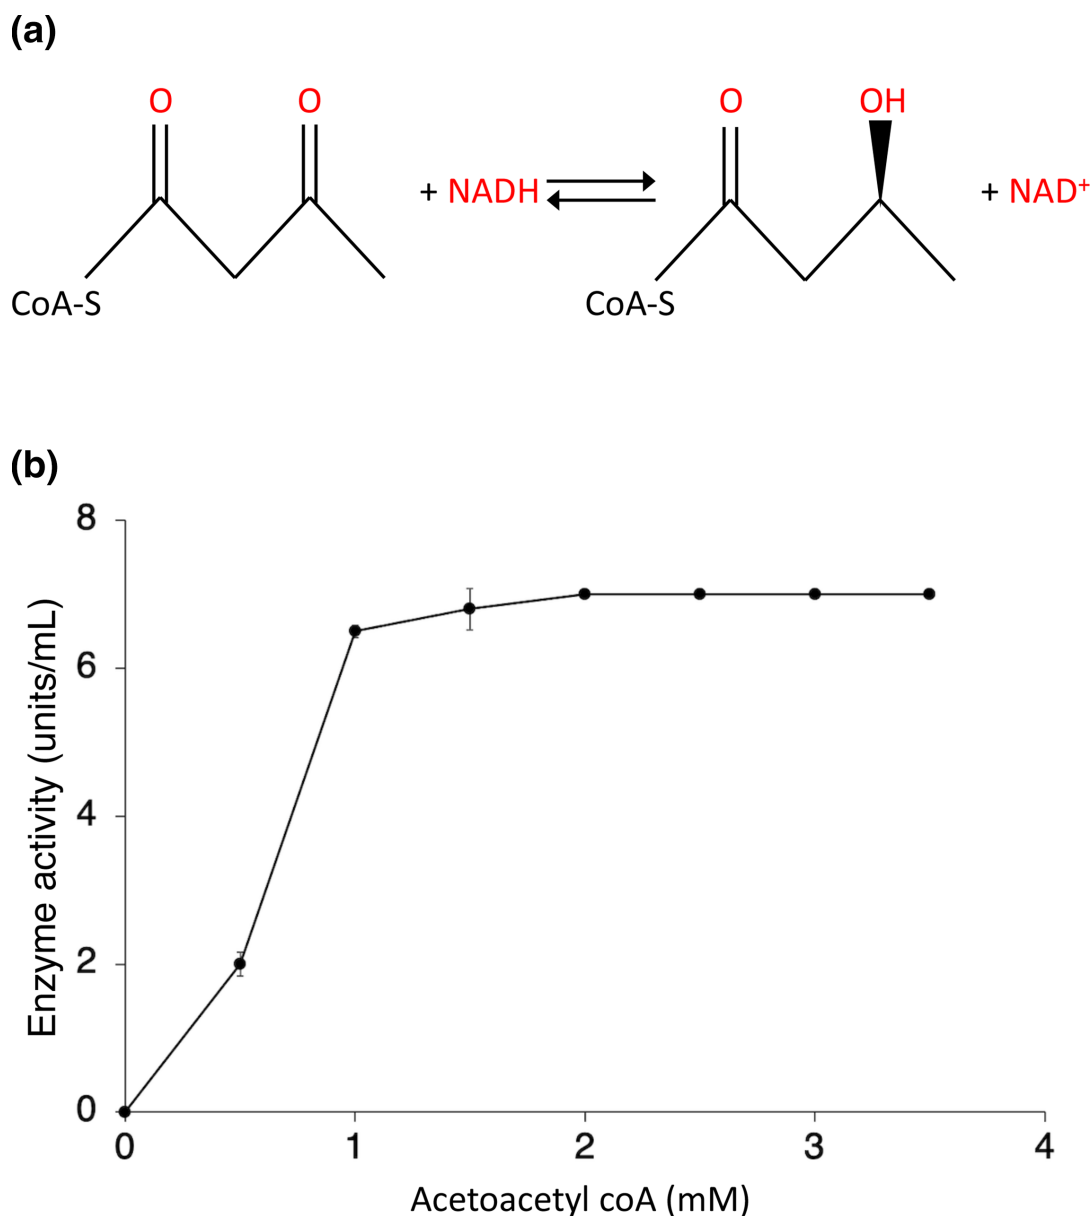 (a)
O O O OH
+ NADH + NAD⁺
CoA-S CoA-S
(b)
8
6
4
2
0
Enzyme activity (units/mL)
0 1 2 3 4
Acetoacetyl coA (mM)